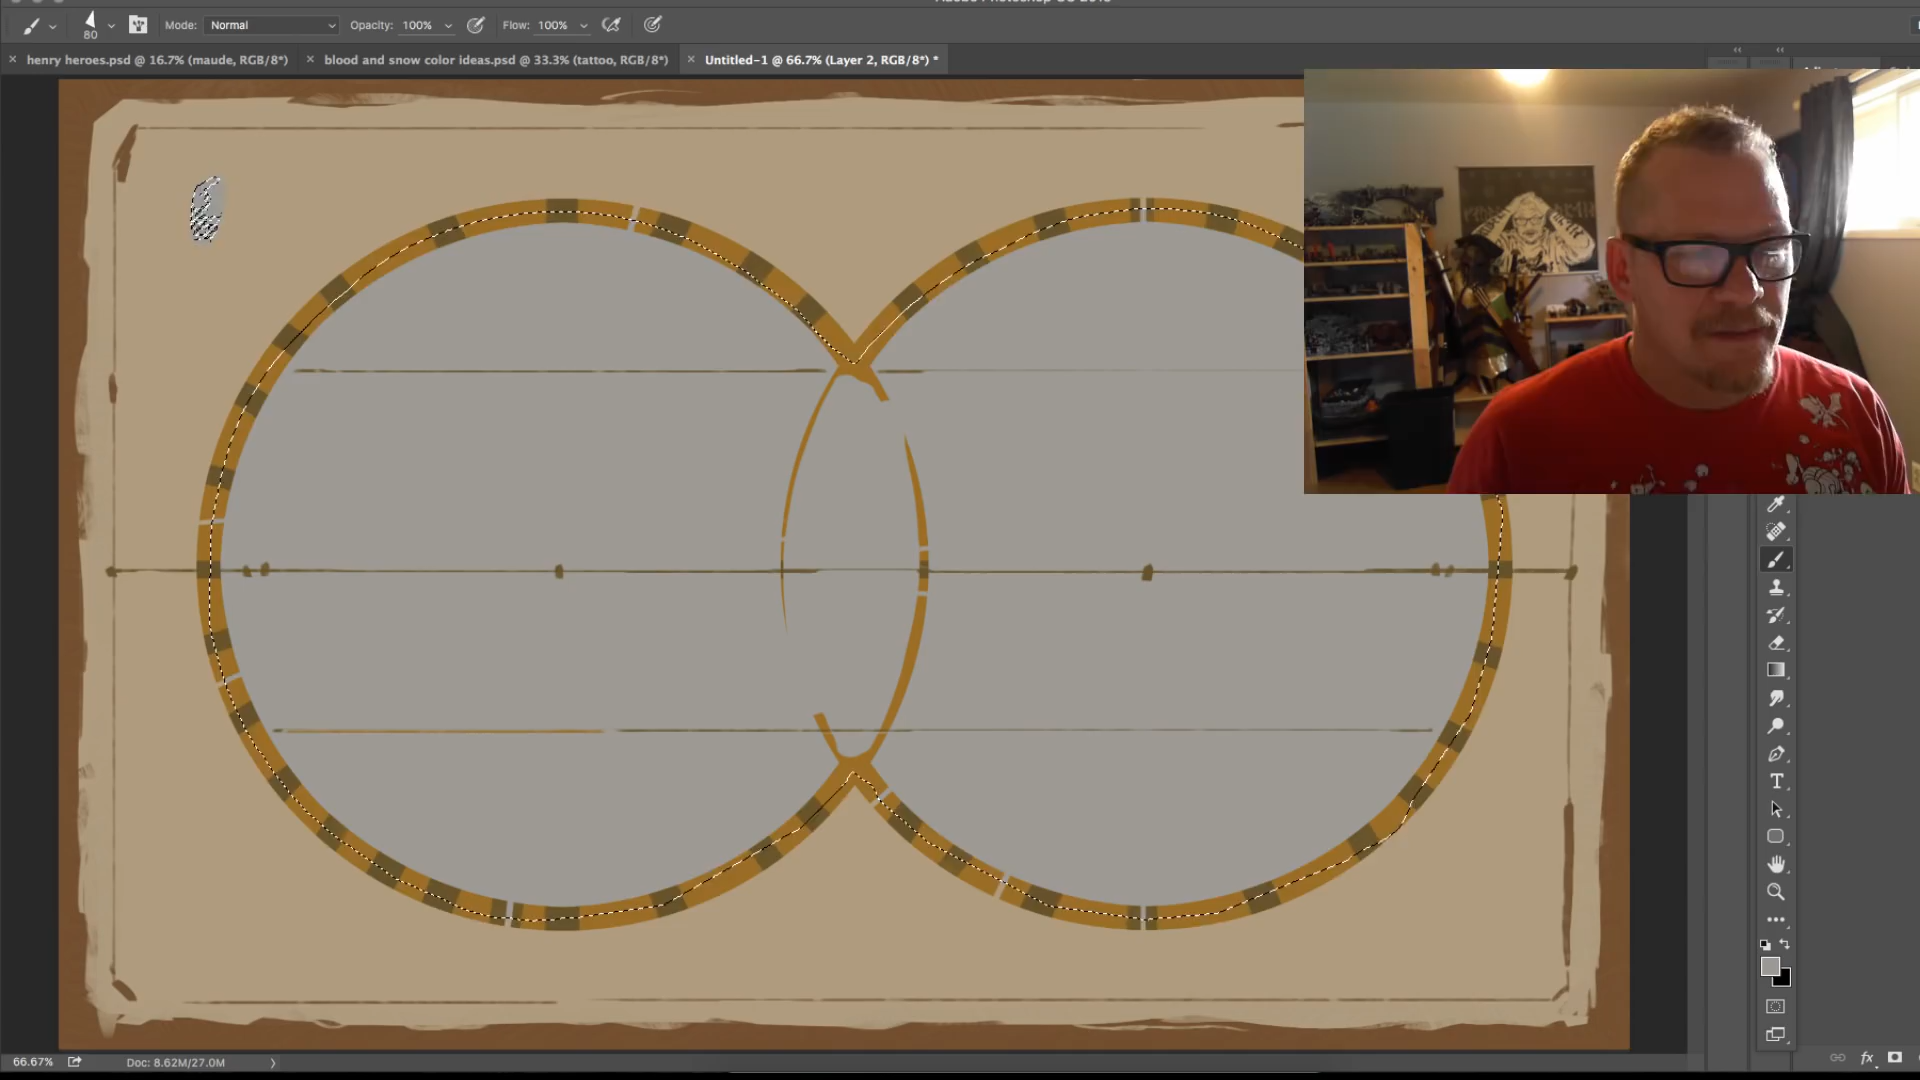 80
Mode: Normal
Opacity: 100%
Flow: 100%
× henry heroes.psd @ 16.7% (maude, RGB/8*)
× blood and snow color ideas.psd @ 33.3% (tattoo, RGB/8*)
× Untitled-1 @ 66.7% (Layer 2, RGB/8*) *
T
fx
66.67%
Doc: 8.62M/27.0M